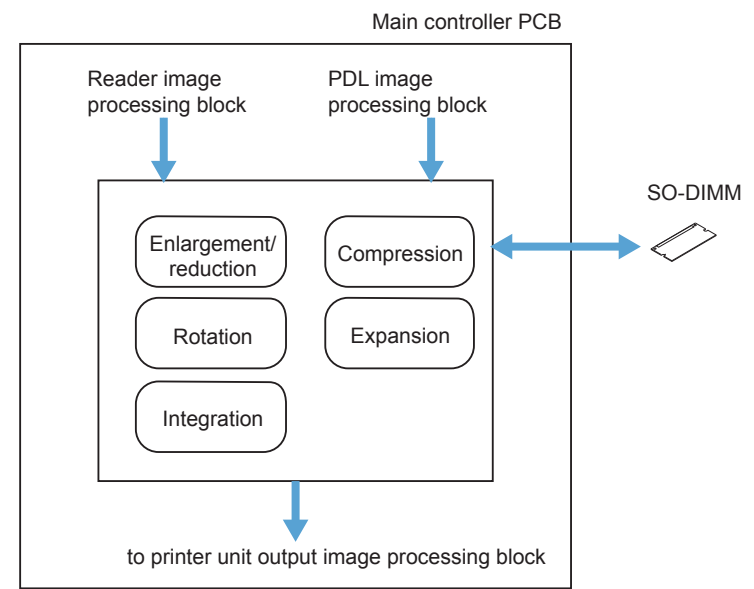 Main controller PCB
Reader image
processing block
PDL image
processing block
SO-DIMM
Enlargement/
reduction
Compression
Rotation
Expansion
Integration
to printer unit output image processing block